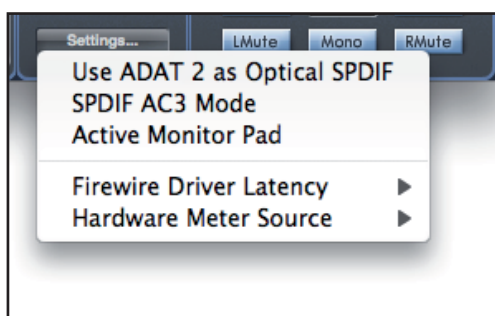 Settings... LMute Mono RMute
Use ADAT 2 as Optical SPDIF
SPDIF AC3 Mode
Active Monitor Pad
Firewire Driver Latency
Hardware Meter Source